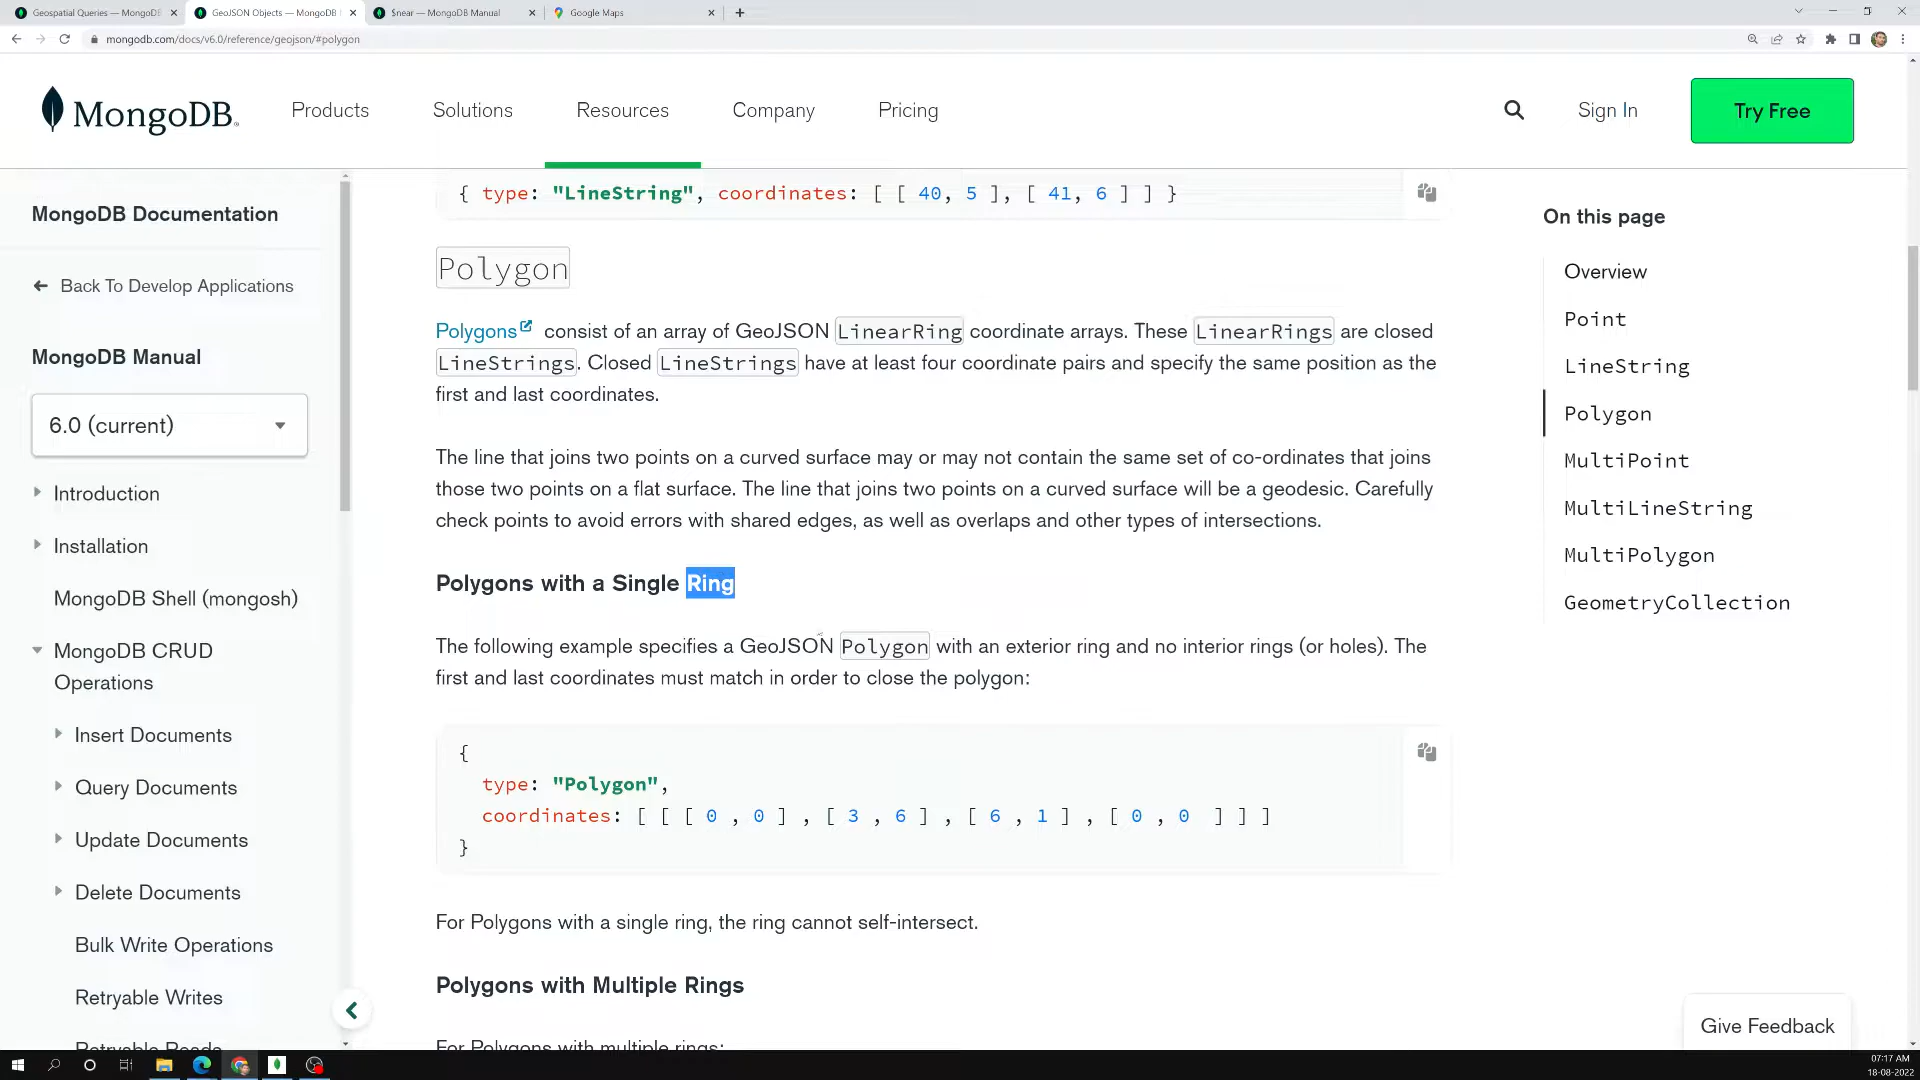 Geospatial Queries — MongoDB
GeoJSON Objects — MongoDB
$near — MongoDB Manual
Google Maps
mongodb.com/docs/v6.0/reference/geojson/#polygon
MongoDB.
Products
Solutions
Resources
Company
Pricing
Sign In
Try Free
MongoDB Documentation
Back To Develop Applications
MongoDB Manual
6.0 (current)
Introduction
Installation
MongoDB Shell (mongosh)
MongoDB CRUD
Operations
Insert Documents
Query Documents
Update Documents
Delete Documents
Bulk Write Operations
Retryable Writes
Retryable Reads
{ type: "LineString", coordinates: [ [ 40, 5 ], [ 41, 6 ] ] }
Polygon
Polygons consist of an array of GeoJSON LinearRing coordinate arrays. These LinearRings are closed
LineStrings. Closed LineStrings have at least four coordinate pairs and specify the same position as the
first and last coordinates.
The line that joins two points on a curved surface may or may not contain the same set of co-ordinates that joins
those two points on a flat surface. The line that joins two points on a curved surface will be a geodesic. Carefully
check points to avoid errors with shared edges, as well as overlaps and other types of intersections.
Polygons with a Single Ring
The following example specifies a GeoJSON Polygon with an exterior ring and no interior rings (or holes). The
first and last coordinates must match in order to close the polygon:
{
type: "Polygon",
coordinates: [ [ [ 0 , 0 ] , [ 3 , 6 ] , [ 6 , 1 ] , [ 0 , 0 ] ] ]
}
For Polygons with a single ring, the ring cannot self-intersect.
Polygons with Multiple Rings
For Polygons with multiple rings:
On this page
Overview
Point
LineString
Polygon
MultiPoint
MultiLineString
MultiPolygon
GeometryCollection
Give Feedback
07:17 AM
18-08-2022